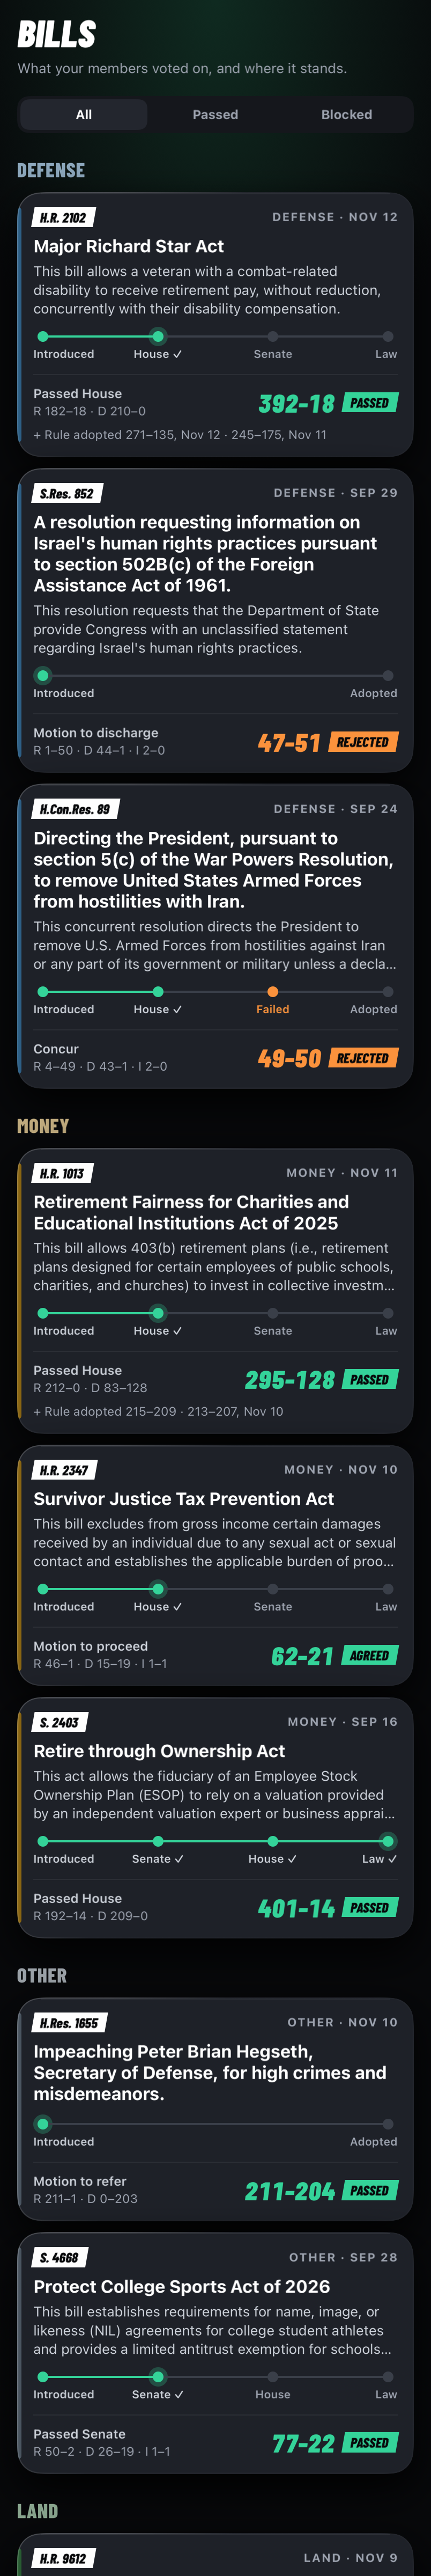 BILLS
What your members voted on, and where it stands.
All Passed Blocked
DEFENSE
H.R. 2102 DEFENSE · NOV 12
Major Richard Star Act
This bill allows a veteran with a combat-related
disability to receive retirement pay, without reduction,
concurrently with their disability compensation.
Introduced House ✓ Senate Law
Passed House
R 182–18 · D 210–0
392-18 PASSED
+ Rule adopted 271–135, Nov 12 · 245–175, Nov 11
S.Res. 852 DEFENSE · SEP 29
A resolution requesting information on
Israel's human rights practices pursuant
to section 502B(c) of the Foreign
Assistance Act of 1961.
This resolution requests that the Department of State
provide Congress with an unclassified statement
regarding Israel's human rights practices.
Introduced Adopted
Motion to discharge
R 1–50 · D 44–1 · I 2–0
47-51 REJECTED
H.Con.Res. 89 DEFENSE · SEP 24
Directing the President, pursuant to
section 5(c) of the War Powers Resolution,
to remove United States Armed Forces
from hostilities with Iran.
This concurrent resolution directs the President to
remove U.S. Armed Forces from hostilities against Iran
or any part of its government or military unless a decla...
Introduced House ✓ Failed Adopted
Concur
R 4–49 · D 43–1 · I 2–0
49-50 REJECTED
MONEY
H.R. 1013 MONEY · NOV 11
Retirement Fairness for Charities and
Educational Institutions Act of 2025
This bill allows 403(b) retirement plans (i.e., retirement
plans designed for certain employees of public schools,
charities, and churches) to invest in collective investm...
Introduced House ✓ Senate Law
Passed House
R 212–0 · D 83–128
295-128 PASSED
+ Rule adopted 215–209 · 213–207, Nov 10
H.R. 2347 MONEY · NOV 10
Survivor Justice Tax Prevention Act
This bill excludes from gross income certain damages
received by an individual due to any sexual act or sexual
contact and establishes the applicable burden of proo...
Introduced House ✓ Senate Law
Motion to proceed
R 46–1 · D 15–19 · I 1–1
62-21 AGREED
S. 2403 MONEY · SEP 16
Retire through Ownership Act
This act allows the fiduciary of an Employee Stock
Ownership Plan (ESOP) to rely on a valuation provided
by an independent valuation expert or business apprai...
Introduced Senate ✓ House ✓ Law ✓
Passed House
R 192–14 · D 209–0
401-14 PASSED
OTHER
H.Res. 1655 OTHER · NOV 10
Impeaching Peter Brian Hegseth,
Secretary of Defense, for high crimes and
misdemeanors.
Introduced Adopted
Motion to refer
R 211–1 · D 0–203
211-204 PASSED
S. 4668 OTHER · SEP 28
Protect College Sports Act of 2026
This bill establishes requirements for name, image, or
likeness (NIL) agreements for college student athletes
and provides a limited antitrust exemption for schools...
Introduced Senate ✓ House Law
Passed Senate
R 50–2 · D 26–19 · I 1–1
77-22 PASSED
LAND
H.R. 9612 LAND · NOV 9